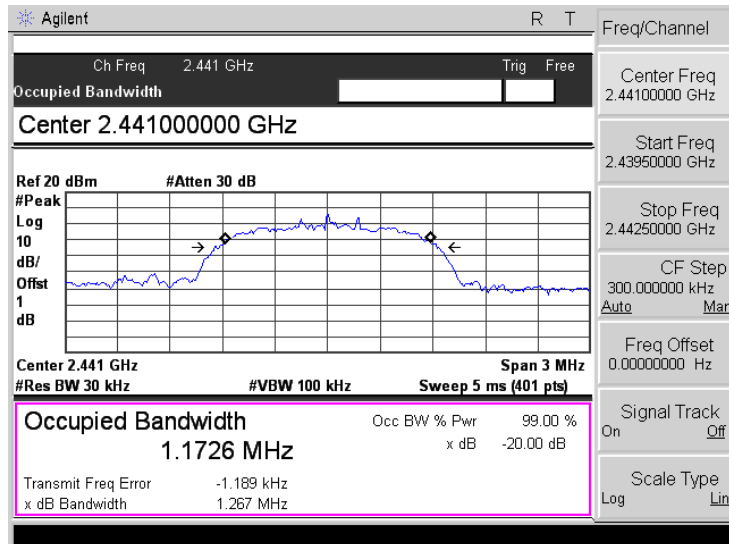 Agilent R T
Freq/Channel
Ch Freq 2.441 GHz Trig Free
Occupied Bandwidth
Center 2.441000000 GHz
Ref 20 dBm #Atten 30 dB
#Peak
Log
10
dB/
Offst
1
dB
Center 2.441 GHz Span 3 MHz
#Res BW 30 kHz #VBW 100 kHz Sweep 5 ms (401 pts)
Occupied Bandwidth
1.1726 MHz
Occ BW % Pwr 99.00 %
x dB -20.00 dB
Transmit Freq Error -1.189 kHz
x dB Bandwidth 1.267 MHz
Center Freq
2.44100000 GHz
Start Freq
2.43950000 GHz
Stop Freq
2.44250000 GHz
CF Step
300.000000 kHz
Auto Man
Freq Offset
0.00000000 Hz
Signal Track
On Off
Scale Type
Log Lin